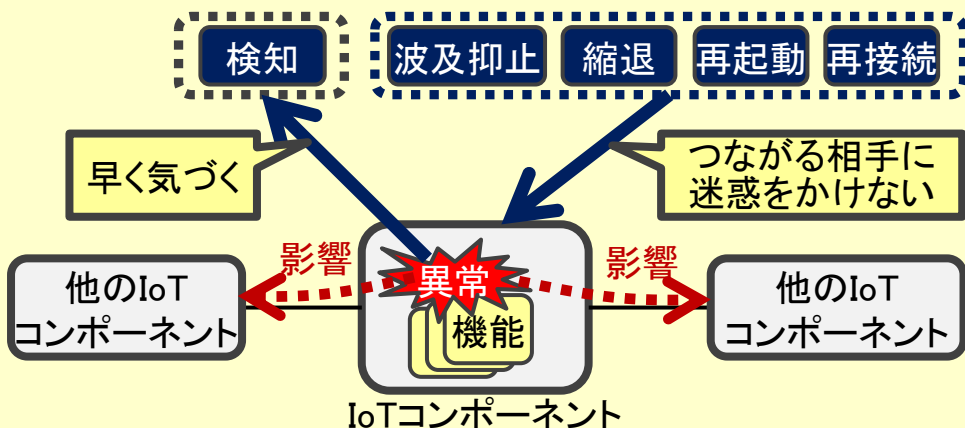 検知
波及抑止
縮退
再起動
再接続
早く気づく
つながる相手に
迷惑をかけない
影響
影響
他のIoT
コンポーネント
異常
機能
他のIoT
コンポーネント
IoTコンポーネント